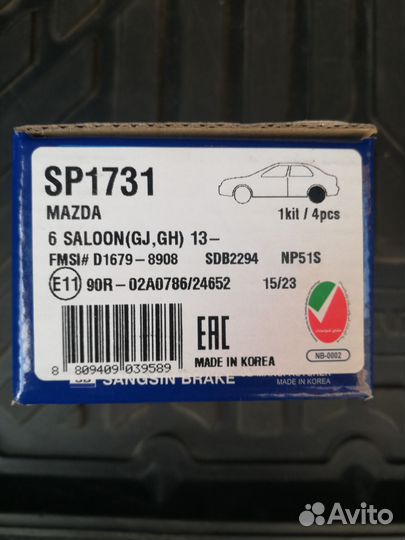 SP1731
MAZDA
1kit / 4pcs
6 SALOON(GJ,GH) 13-
FMSI# D1679-8908 SDB2294 NP51S
E11 90R-02A0786/24652 15/23
EAC
MADE IN KOREA
NB-0002
8 809409 039589
SB SANGSIN BRAKE
MADE IN KOREA
Avito